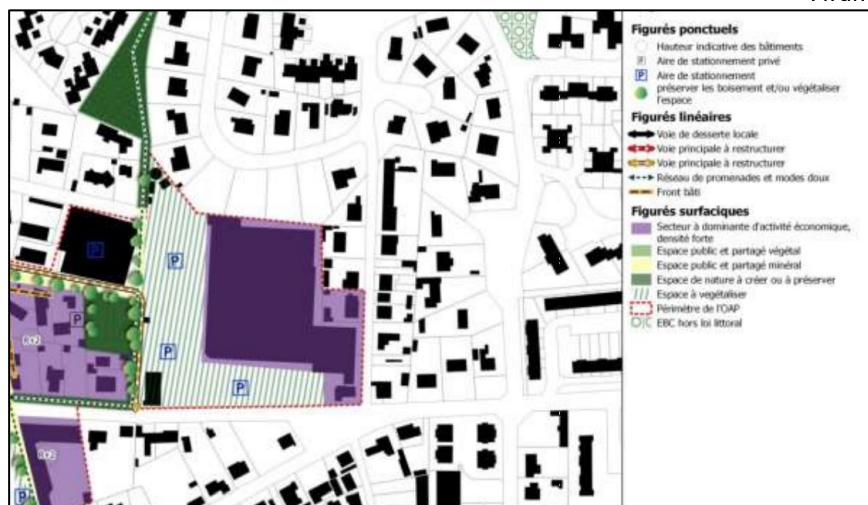 Figurés ponctuels
Hauteur indicative des bâtiments
P Aire de stationnement privé
P Aire de stationnement
préserver les boisement et/ou végétaliser
l'espace
Figurés linéaires
Voie de desserte locale
Voie principale à restructurer
Voie principale à restructurer
Réseau de promenades et modes doux
Front bâti
Figurés surfaciques
Secteur à dominante d'activité économique,
densité forte
Espace public et partagé végétal
Espace public et partagé minéral
Espace de nature à créer ou à préserver
Espace à vegétaliser
Périmètre de l'OAP
EBC hors loi littoral
P
P
P
P
R+2
P
P
R+2
P